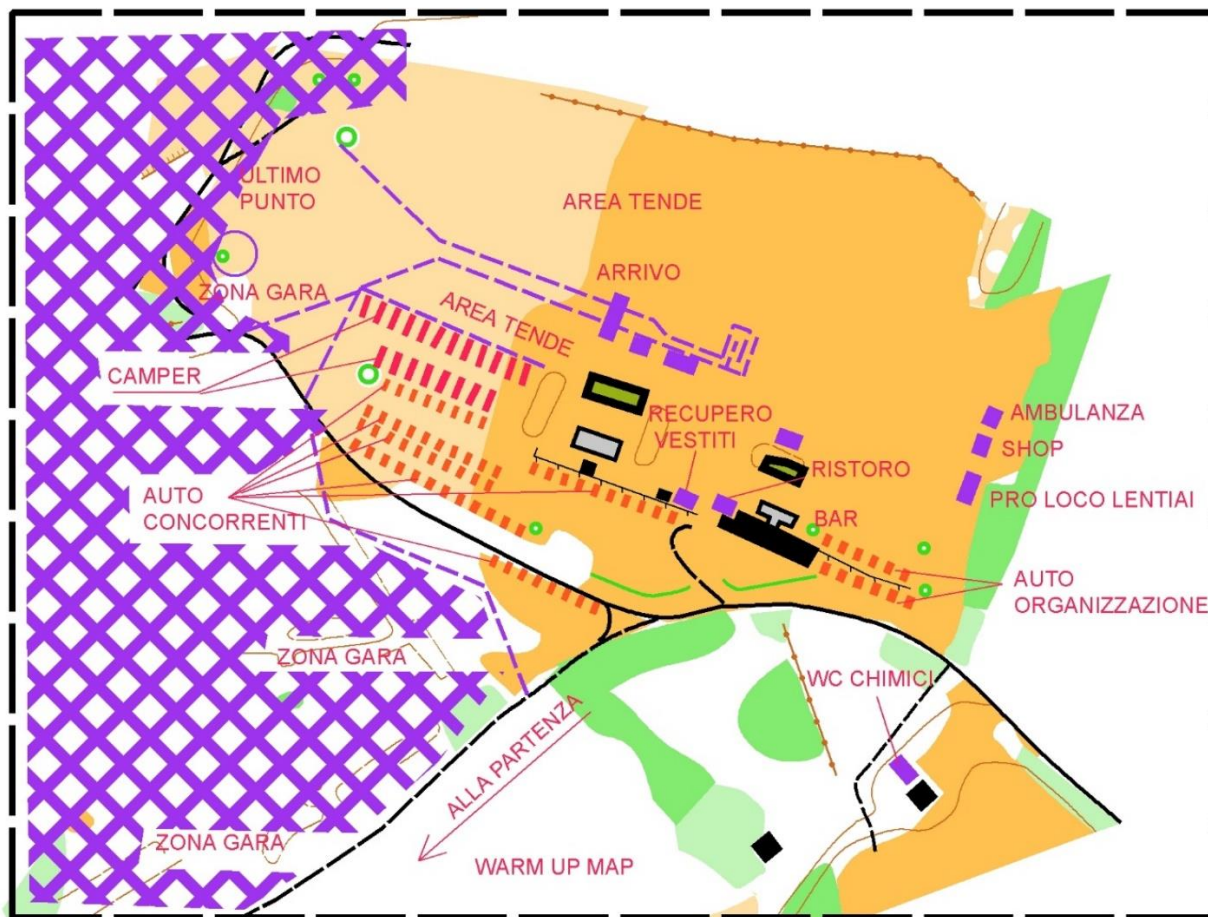 ULTIMO
PUNTO
AREA TENDE
ARRIVO
ZONA GARA
AREA TENDE
CAMPER
RECUPERO
VESTITI
AMBULANZA
SHOP
RISTORO
PRO LOCO LENTIAI
AUTO
CONCORRENTI
BAR
AUTO
ORGANIZZAZIONE
ZONA GARA
WC CHIMICI
ALLA PARTENZA
ZONA GARA
WARM UP MAP